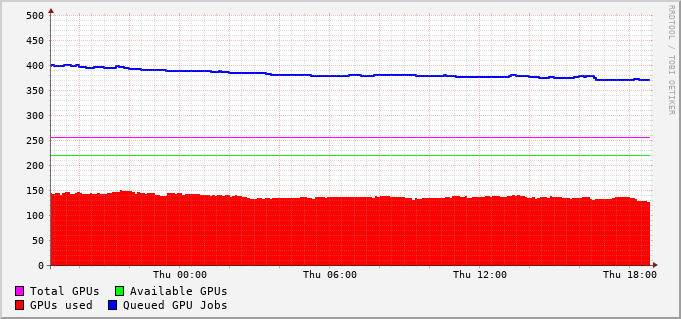 500
450
400
350
300
250
200
150
100
50
0
Thu 00:00 Thu 06:00 Thu 12:00 Thu 18:00
Total GPUs Available GPUs
GPUs used Queued GPU Jobs
RRDTOOL / TOBI OETIKER